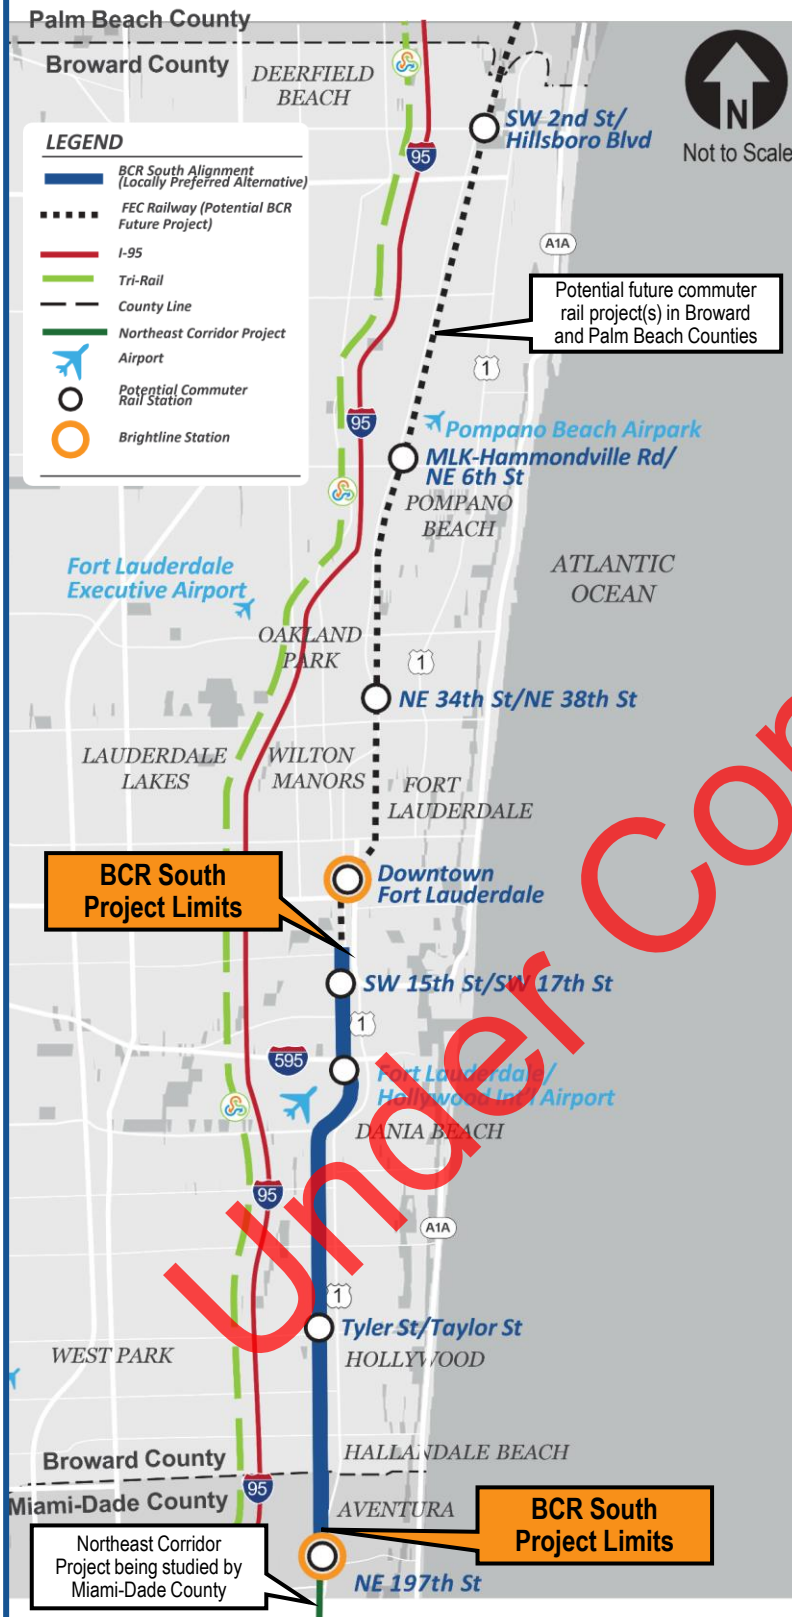 Palm Beach County
Broward County
DEERFIELD
BEACH
N
Not to Scale
SW 2nd St/
Hillsboro Blvd
95
LEGEND
BCR South Alignment
(Locally Preferred Alternative)
FEC Railway (Potential BCR
Future Project)
I-95
Tri-Rail
County Line
Northeast Corridor Project
Airport
Potential Commuter
Rail Station
Brightline Station
A1A
Potential future commuter
rail project(s) in Broward
and Palm Beach Counties
1
95
Pompano Beach Airpark
MLK-Hammondville Rd/
NE 6th St
POMPANO
BEACH
Fort Lauderdale
Executive Airport
ATLANTIC
OCEAN
OAKLAND
PARK
1
NE 34th St/NE 38th St
LAUDERDALE
LAKES
WILTON
MANORS
FORT
LAUDERDALE
BCR South
Project Limits
Downtown
Fort Lauderdale
SW 15th St/SW 17th St
1
595
Fort Lauderdale/
Hollywood Int'l Airport
DANIA BEACH
95
A1A
1
Tyler St/Taylor St
WEST PARK
HOLLYWOOD
Broward County
HALLANDALE BEACH
Miami-Dade County
95
AVENTURA
BCR South
Project Limits
Northeast Corridor
Project being studied by
Miami-Dade County
NE 197th St
Under Con